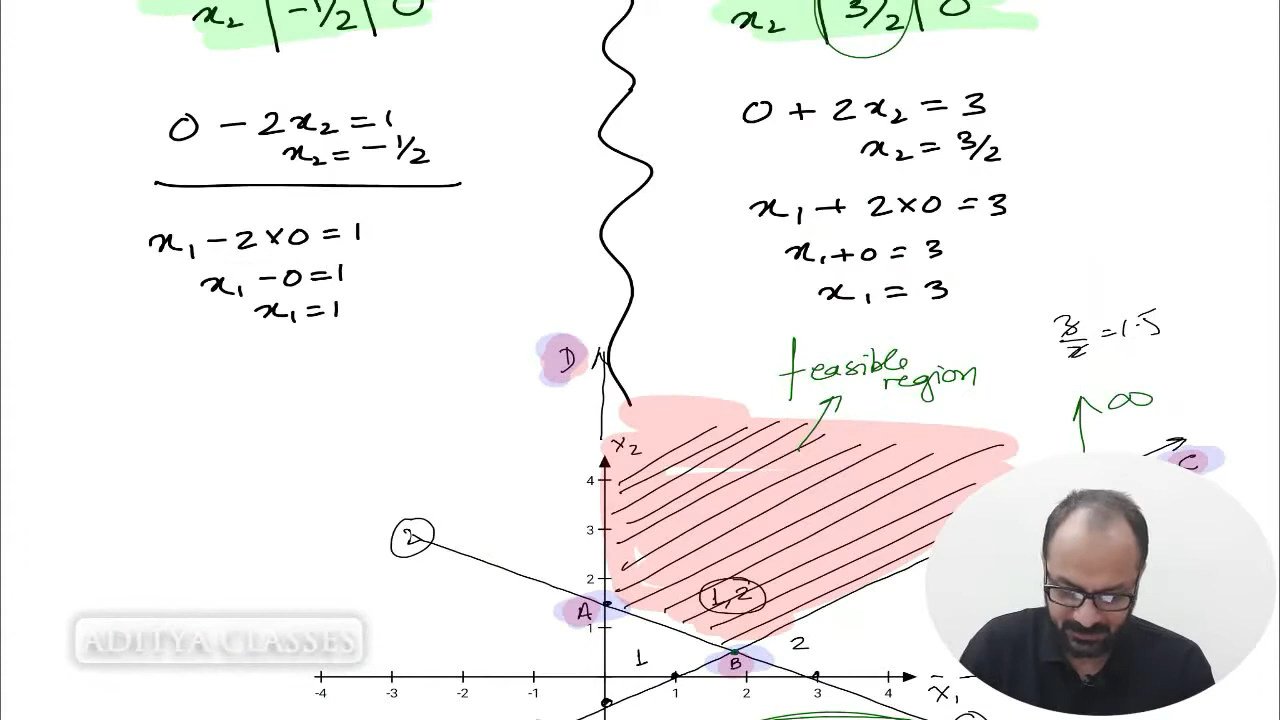 x₂ | -1/2 | 0
0 - 2x₂ = 1
x₂ = -1/2
x₁ - 2×0 = 1
x₁ - 0 = 1
x₁ = 1
x₂ | 3/2 | 0
0 + 2x₂ = 3
x₂ = 3/2
x₁ + 2×0 = 3
x₁ + 0 = 3
x₁ = 3
3/2 = 1.5
feasible
region
∞
D
C
X₂
4
3
2
1
2
1,2
A
B
1
2
-4 -3 -2 -1 1 2 3 4
X₁
ADITYA CLASSES